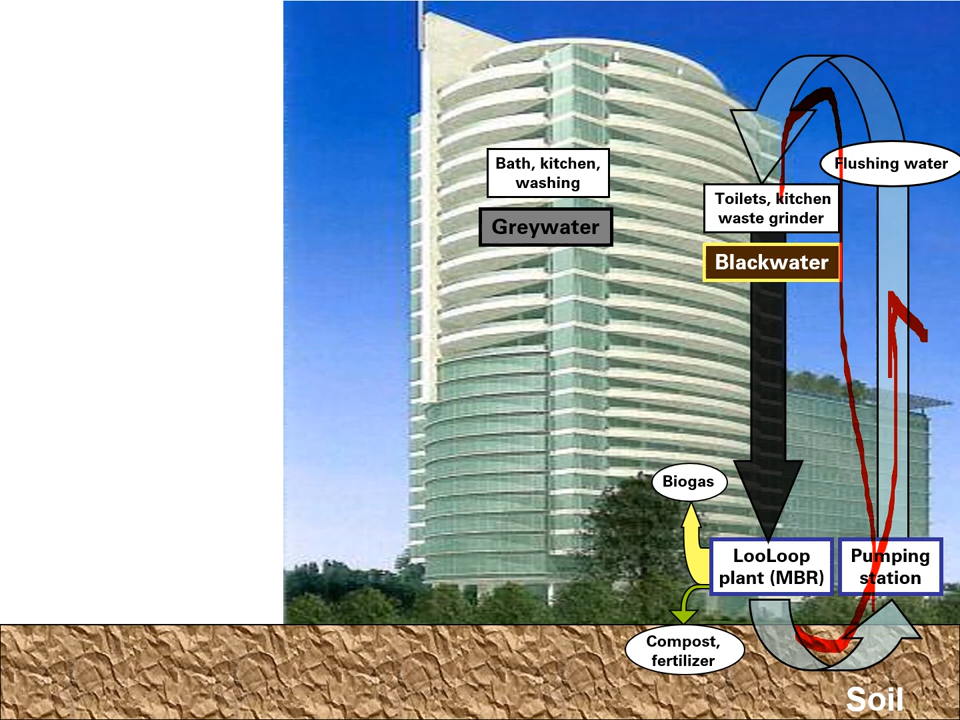 Bath, kitchen,
washing
Greywater
Flushing water
Toilets, kitchen
waste grinder
Blackwater
Biogas
LooLoop
plant (MBR)
Pumping
station
Compost,
fertilizer
Soil